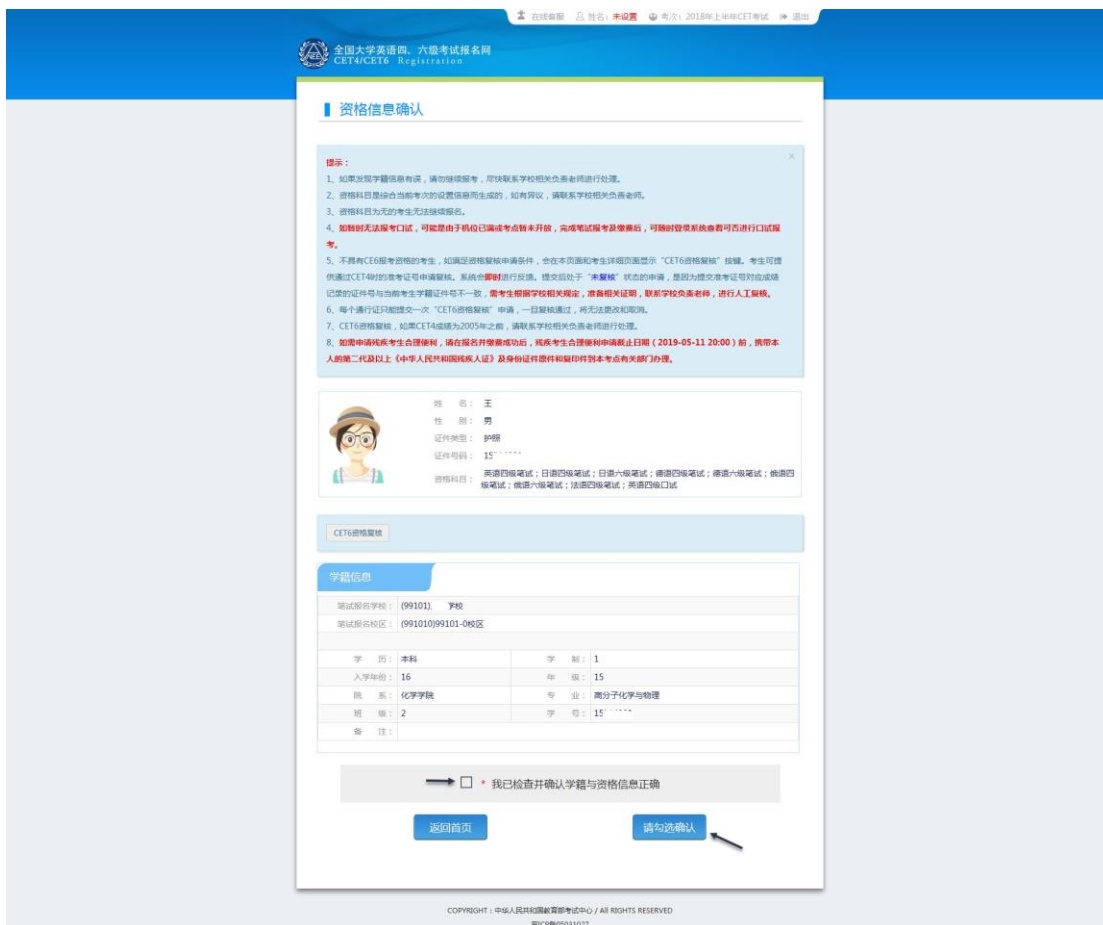 在线客服 姓名：未设置 考次：2018年上半年CET考试 退出
全国大学英语四、六级考试报名网
CET4/CET6 Registration
资格信息确认
×
提示：
1、如果发现学籍信息有误，请勿继续报考，尽快联系学校相关负责老师进行处理。
2、资格科目是综合当前考次的设置信息而生成的，如有异议，请联系学校相关负责老师。
3、资格科目为无的考生无法继续报名。
4、如暂时无法报考口试，可能是由于机位已满或考点暂未开放，完成笔试报考及缴费后，可随时登录系统查看可否进行口试报
考。
5、不具有CE6报考资格的考生，如满足资格复核申请条件，会在本页面和考生详细页面显示“CET6资格复核”按键。考生可提
供通过CET4时的准考证号申请复核。系统会即时进行反馈。提交后处于“未复核”状态的申请，是因为提交准考证号对应成绩
记录的证件号与当前考生学籍证件号不一致，需考生根据学校相关规定，准备相关证明，联系学校负责老师，进行人工复核。
6、每个通行证只能提交一次“CET6资格复核”申请，一旦复核通过，将无法更改和取消。
7、CET6资格复核，如果CET4成绩为2005年之前，请联系学校相关负责老师进行处理。
8、如需申请残疾考生合理便利，请在报名并缴费成功后，残疾考生合理便利申请截止日期（2019-05-11 20:00）前，携带本
人的第二代及以上《中华人民共和国残疾人证》及身份证件原件和复印件到本考点有关部门办理。
姓 名： 王
性 别： 男
证件类型： 护照
证件号码： 15
资格科目： 英语四级笔试；日语四级笔试；日语六级笔试；德语四级笔试；德语六级笔试；俄语四
级笔试；俄语六级笔试；法语四级笔试；英语四级口试
CET6资格复核
学籍信息
笔试报名学校： (99101) 学校
笔试报名校区： (991010)99101-0校区
学 历： 本科 学 制： 1
入学年份： 16 年 级： 15
院 系： 化学学院 专 业： 高分子化学与物理
班 级： 2 学 号： 15
备 注：
* 我已检查并确认学籍与资格信息正确
返回首页 请勾选确认
COPYRIGHT：中华人民共和国教育部考试中心 / All RIGHTS RESERVED
京ICP备05031027